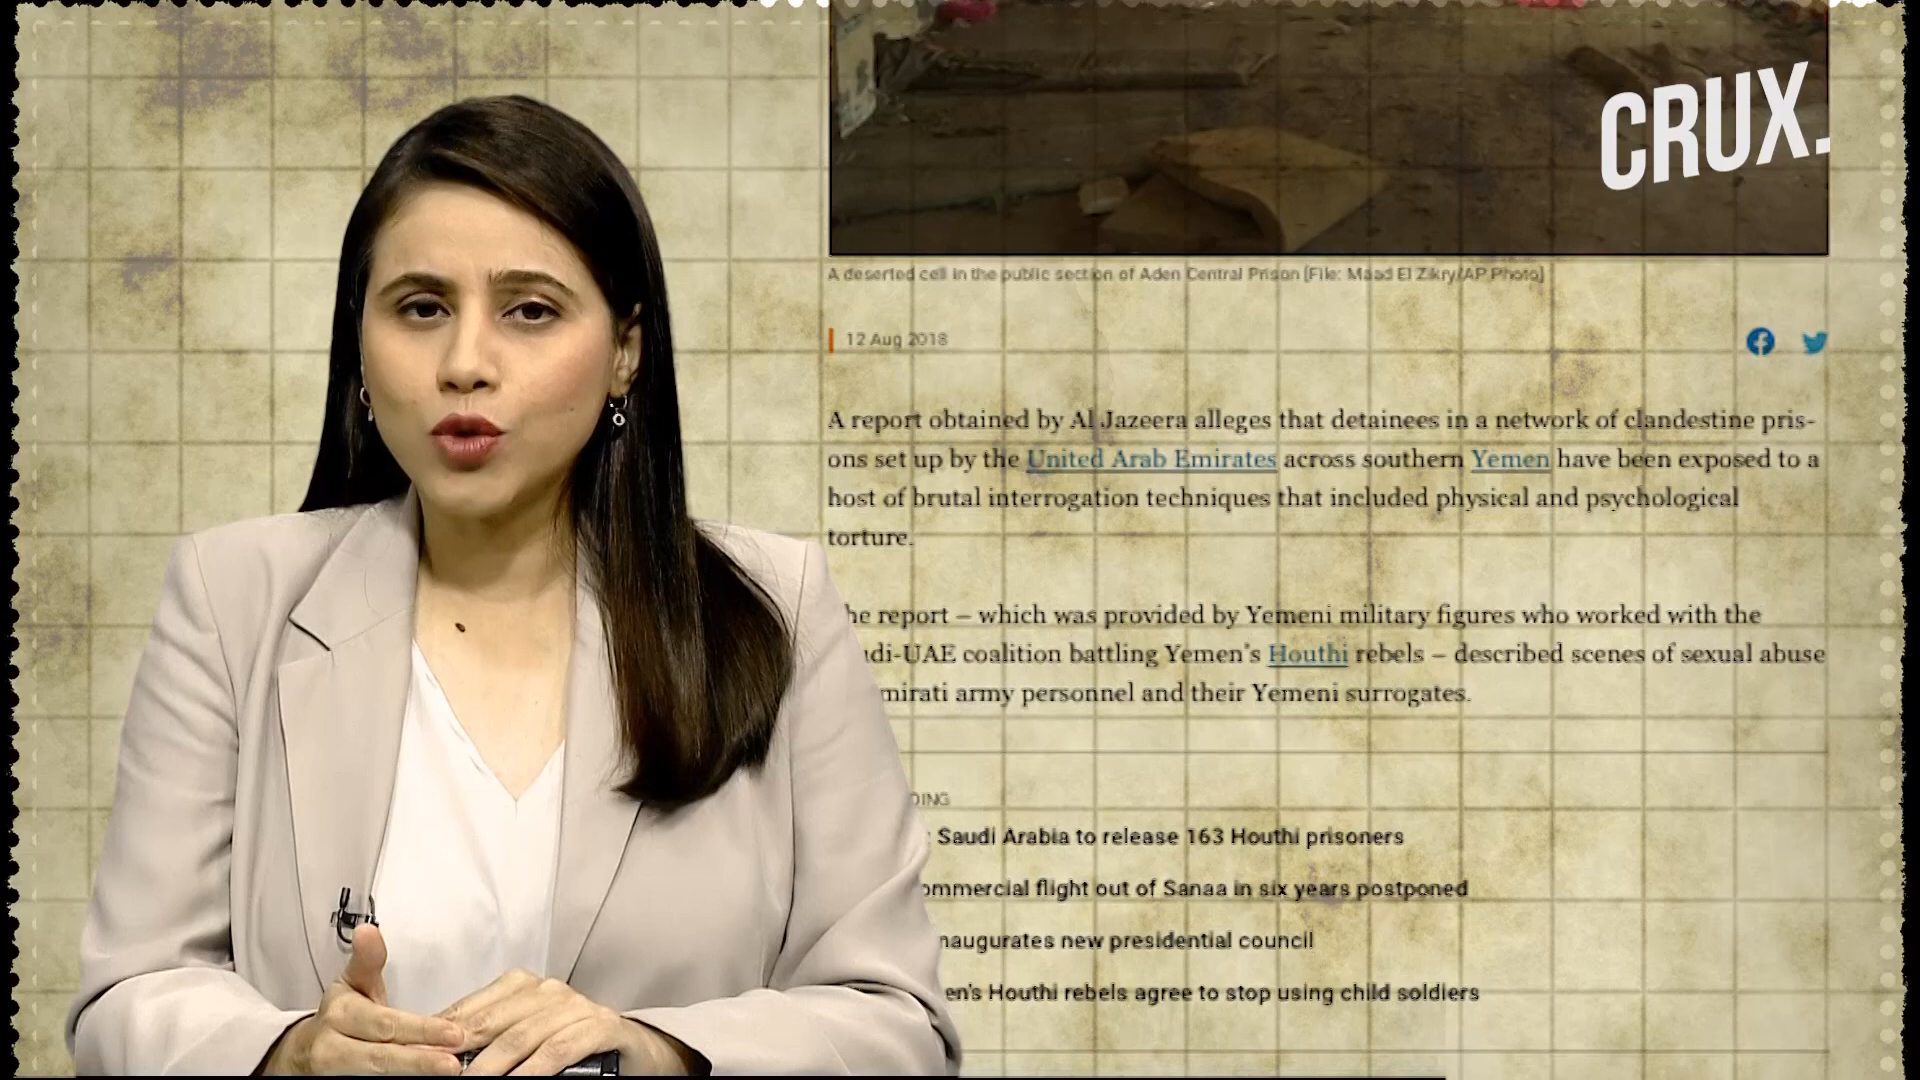 CRUX.
A deserted cell in the public section of Aden Central Prison [File: Maad El Zikry/AP Photo]
12 Aug 2018
A report obtained by Al Jazeera alleges that detainees in a network of clandestine pris-
ons set up by the United Arab Emirates across southern Yemen have been exposed to a
host of brutal interrogation techniques that included physical and psychological
torture.
he report – which was provided by Yemeni military figures who worked with the
udi-UAE coalition battling Yemen's Houthi rebels – described scenes of sexual abuse
mirati army personnel and their Yemeni surrogates.
DING
: Saudi Arabia to release 163 Houthi prisoners
ommercial flight out of Sanaa in six years postponed
naugurates new presidential council
en's Houthi rebels agree to stop using child soldiers